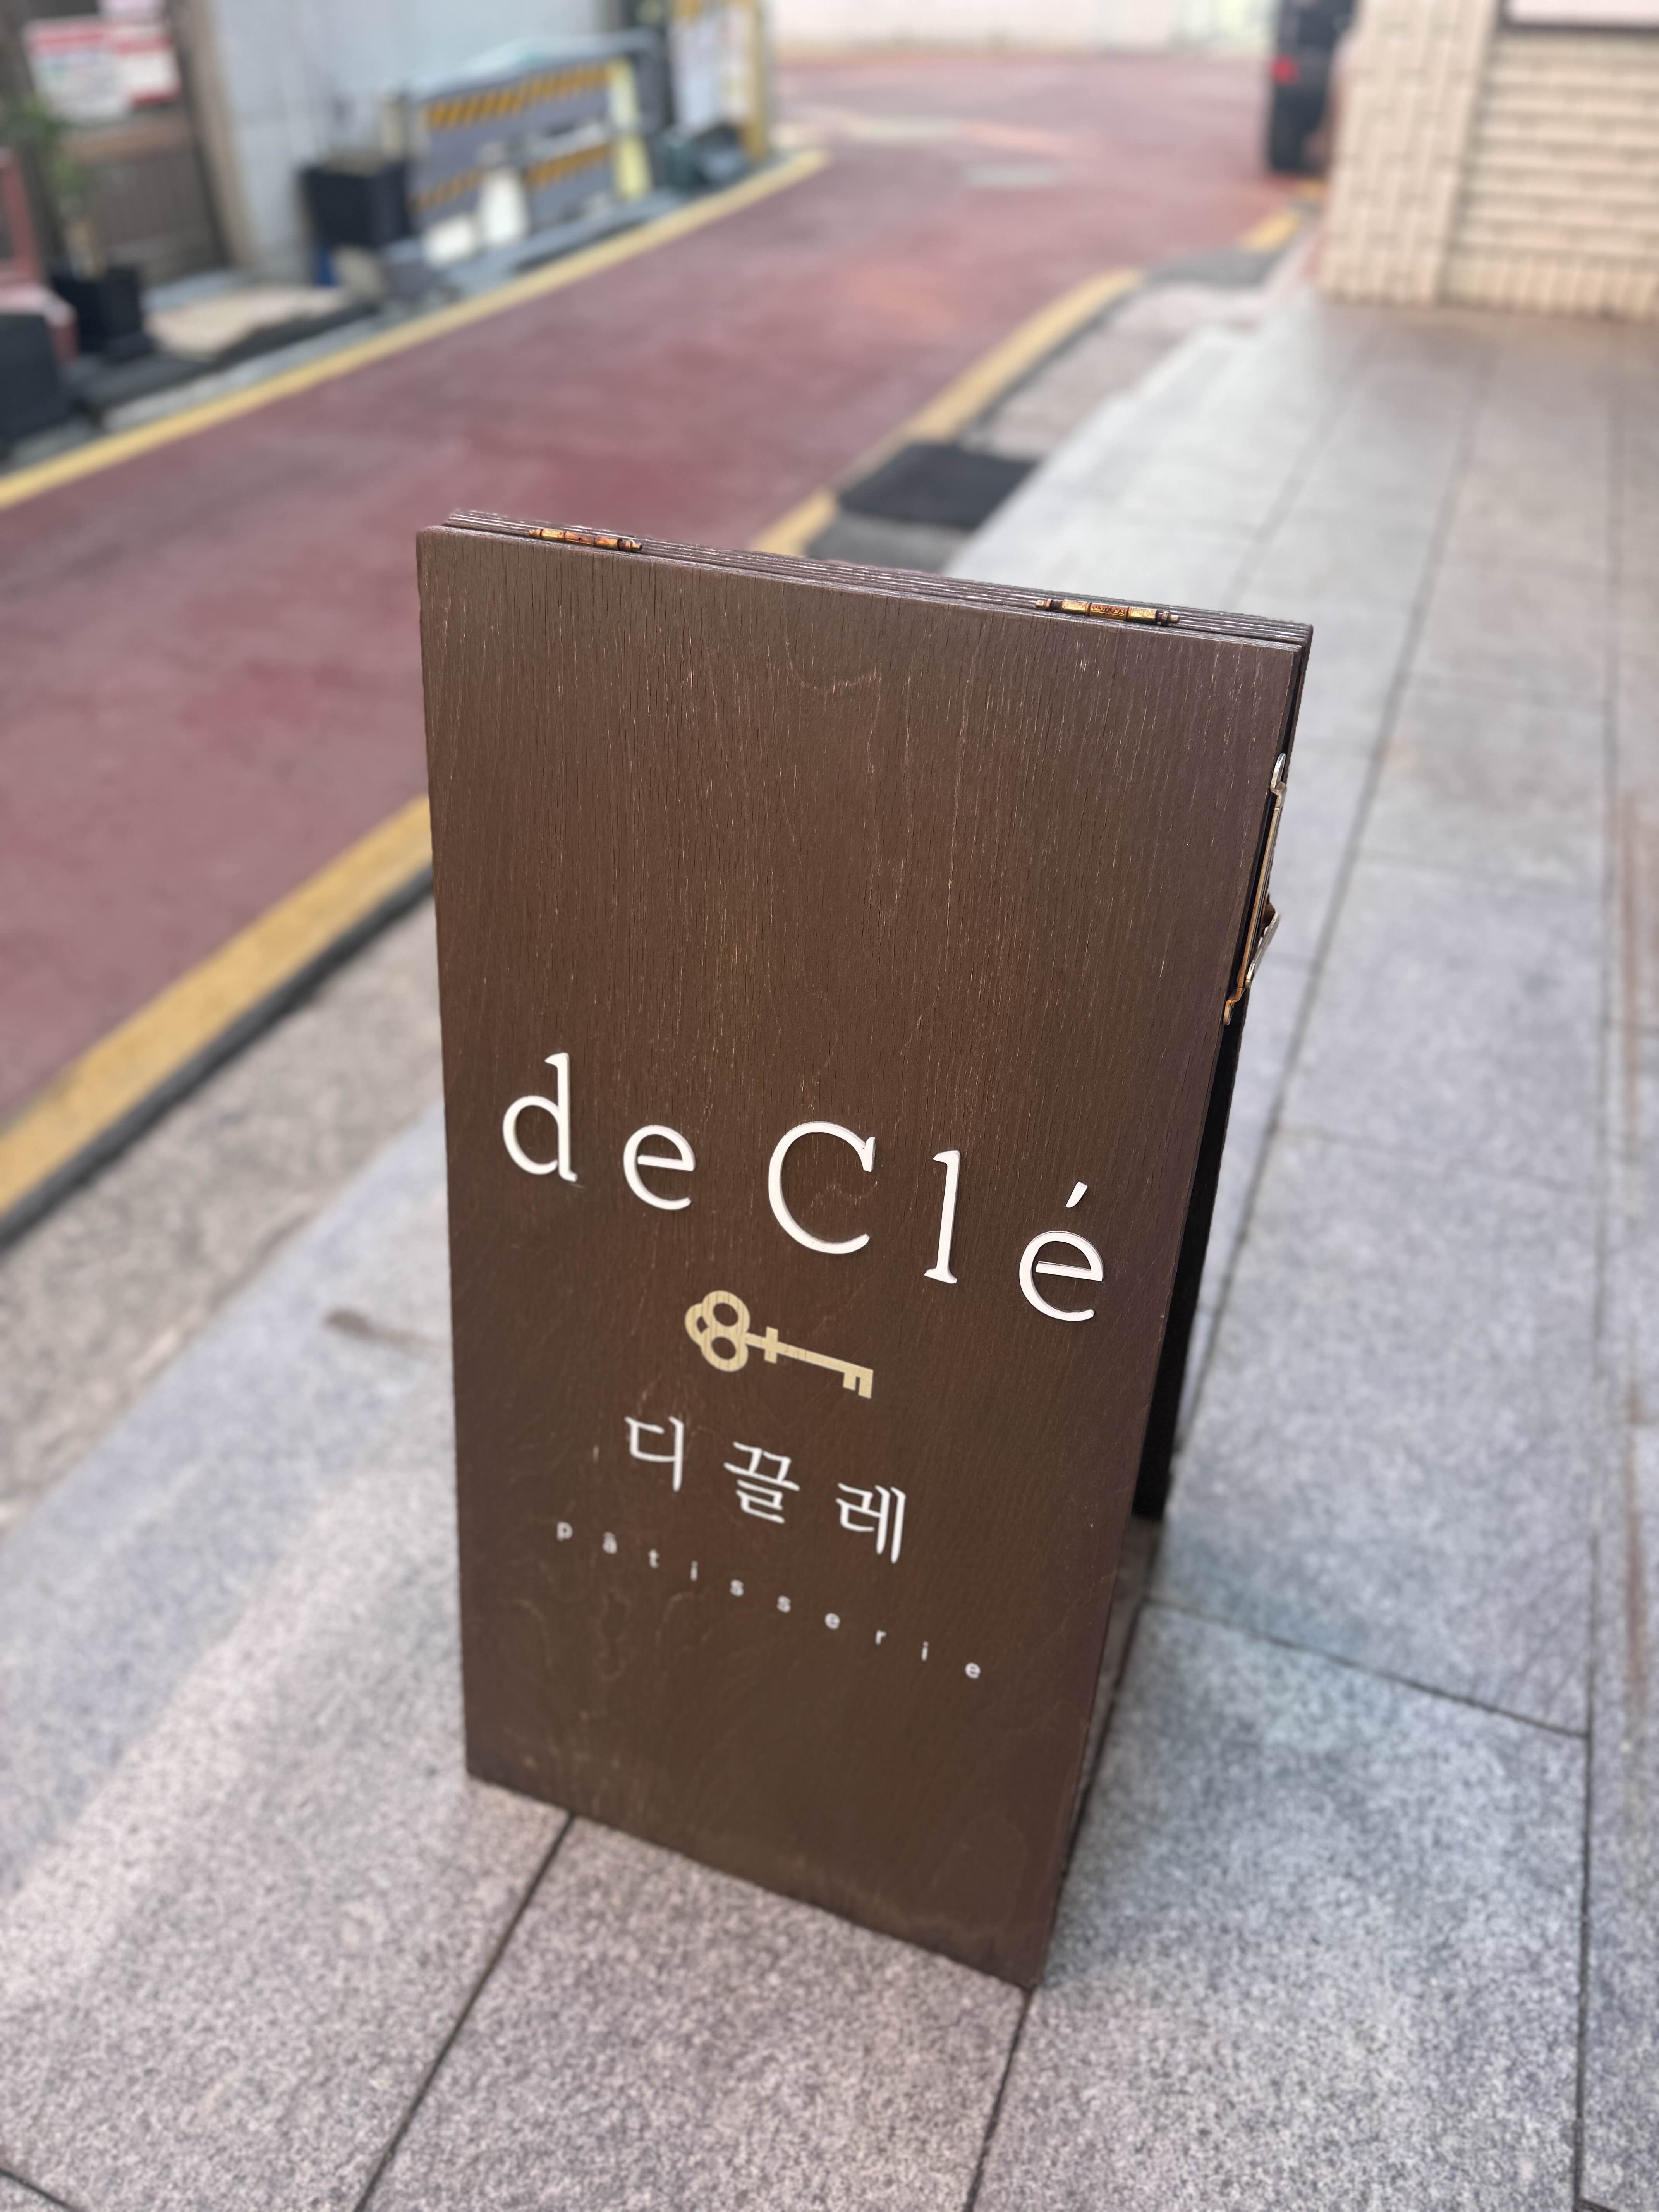 de Clé
디끌레
pâtisserie